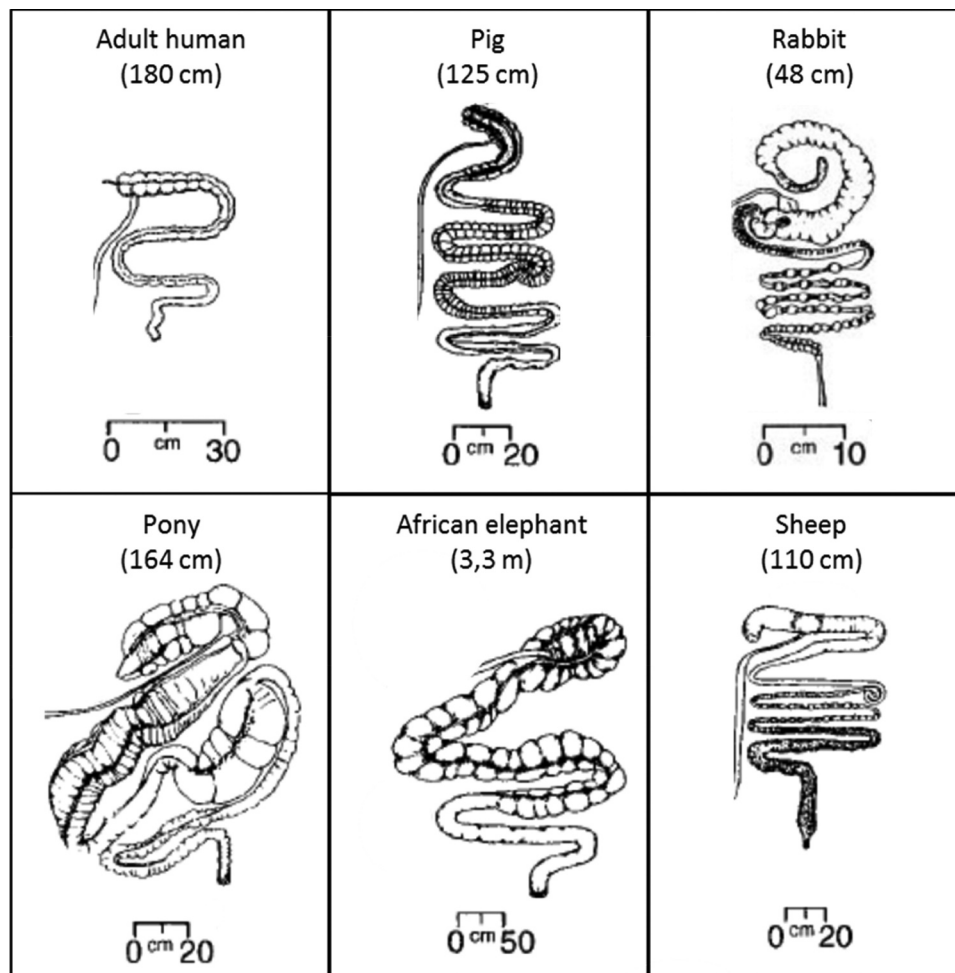 Adult human
(180 cm)
Pig
(125 cm)
Rabbit
(48 cm)
0 cm 30
0 cm 20
0 cm 10
Pony
(164 cm)
African elephant
(3,3 m)
Sheep
(110 cm)
0 cm 20
0 cm 50
0 cm 20